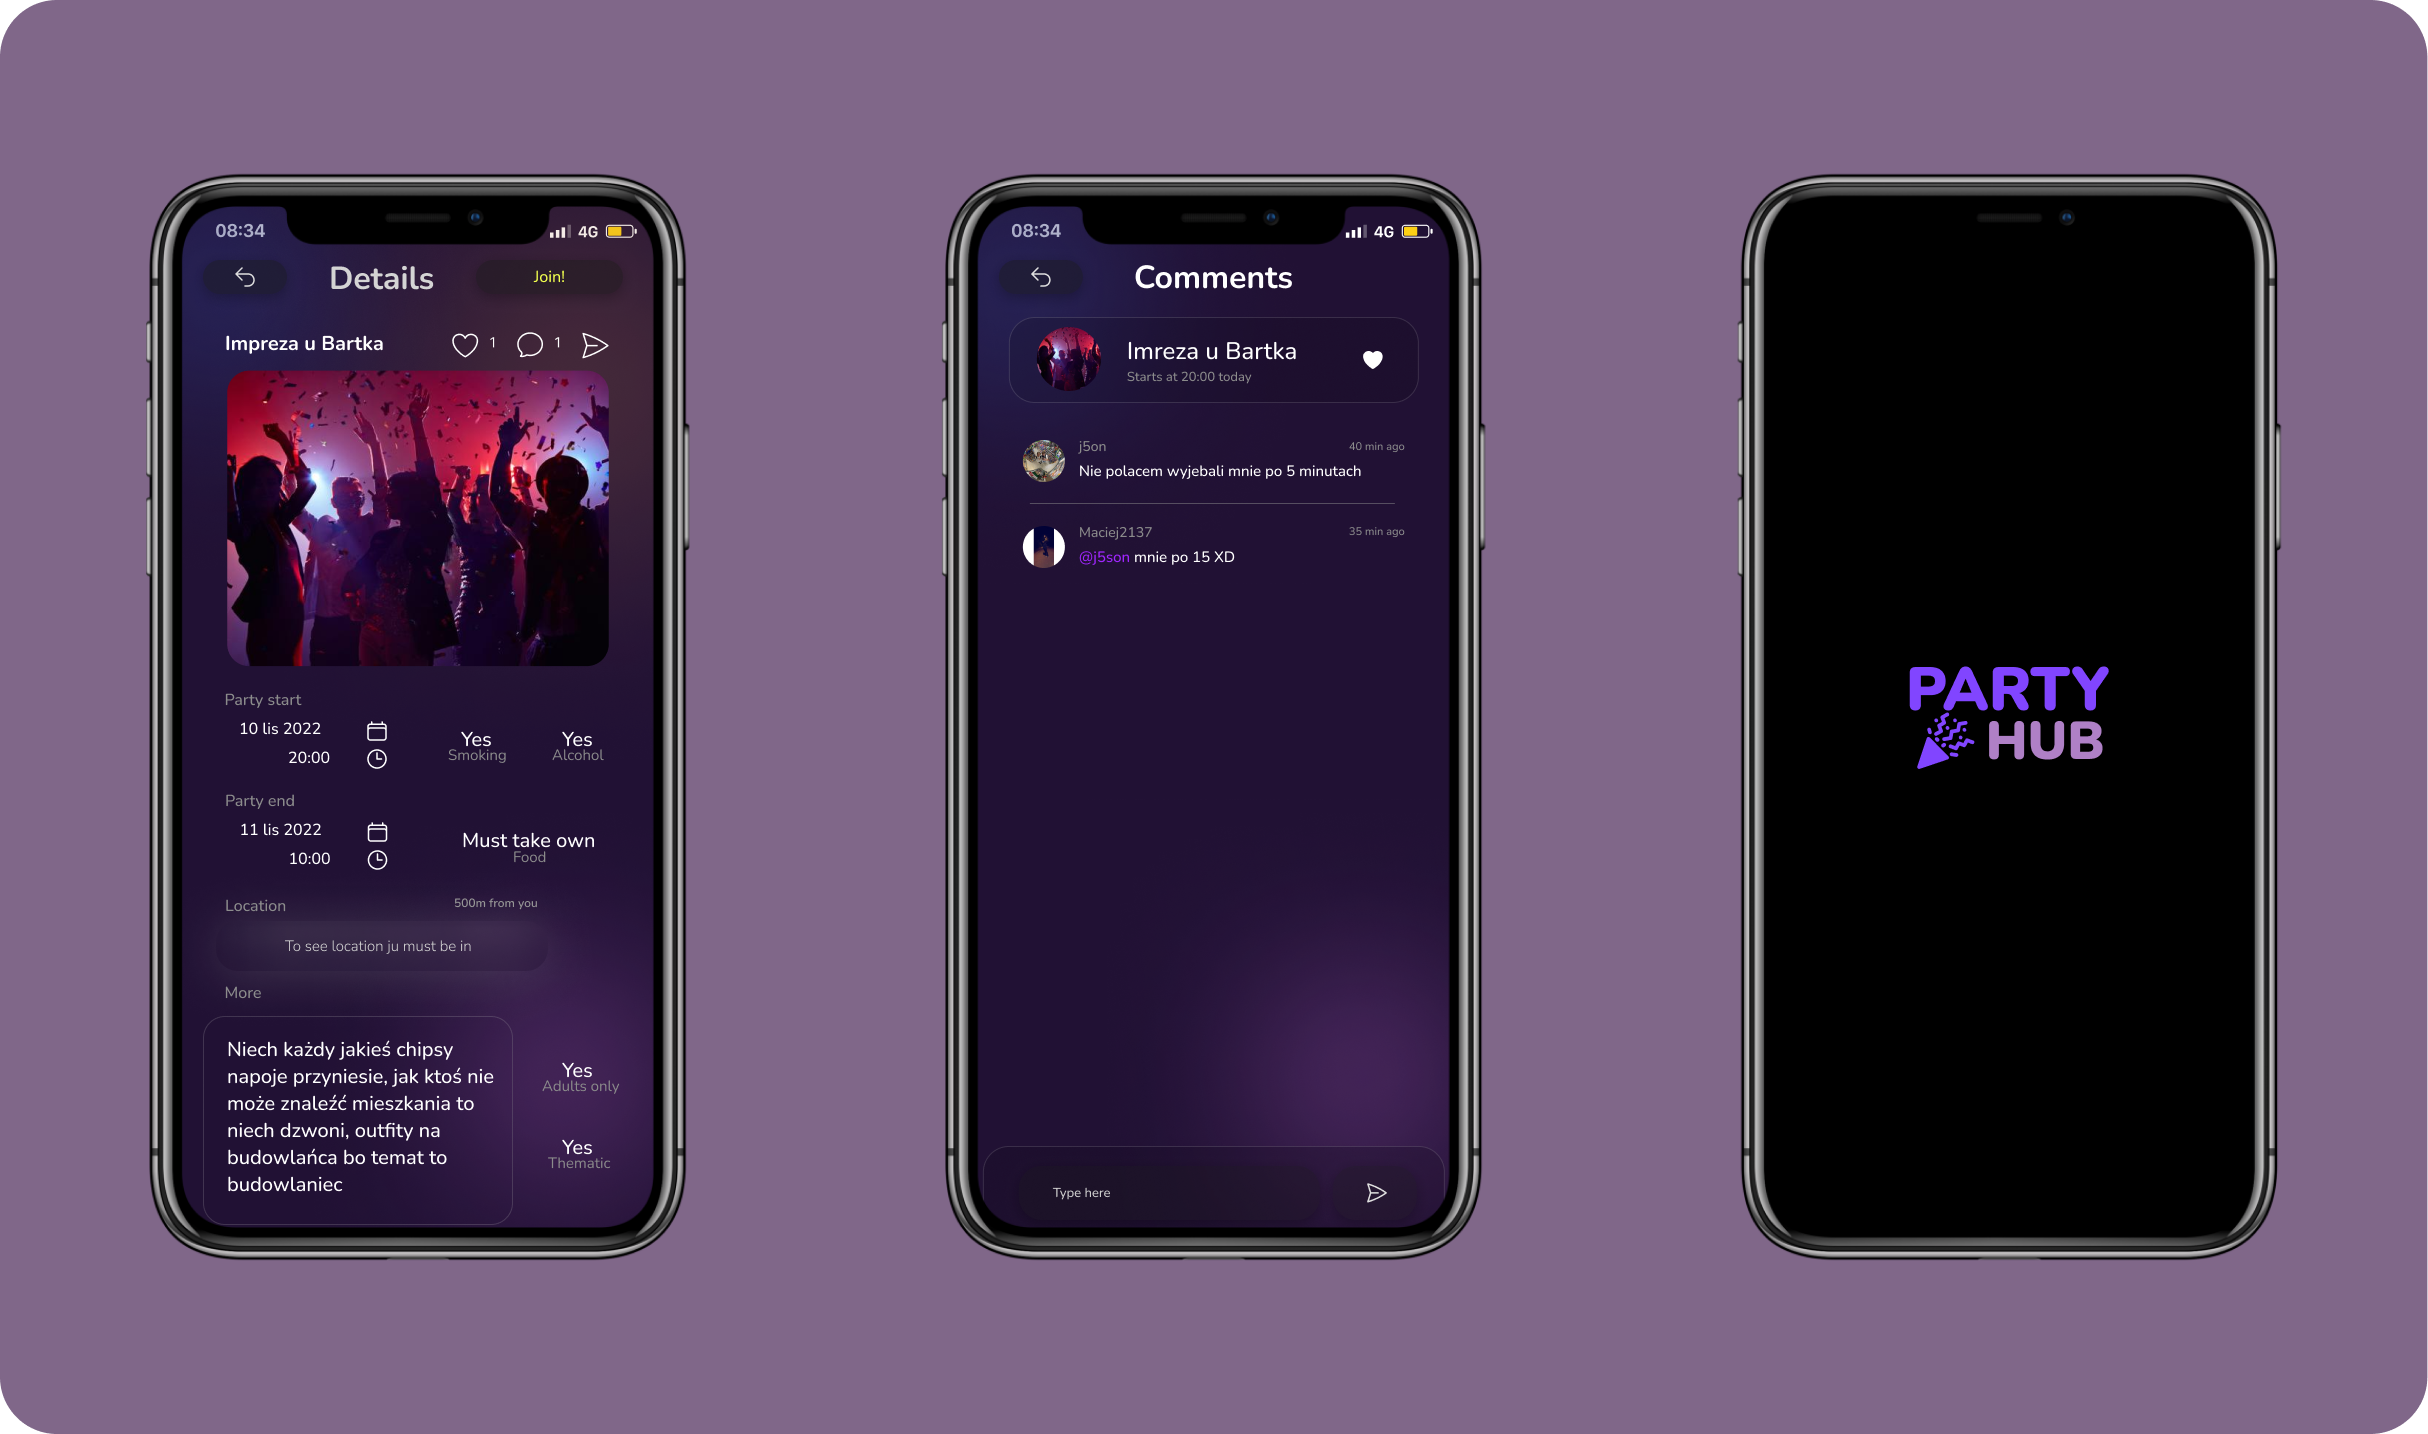 08:34
4G
Details
Join!
Impreza u Bartka
1
1
Party start
10 lis 2022
20:00
Yes
Smoking
Yes
Alcohol
Party end
11 lis 2022
10:00
Must take own
Food
Location
500m from you
To see location ju must be in
More
Niech każdy jakieś chipsy
napoje przyniesie, jak ktoś nie
może znaleźć mieszkania to
niech dzwoni, outfity na
budowlańca bo temat to
budowlaniec
Yes
Adults only
Yes
Thematic
08:34
4G
Comments
Imreza u Bartka
Starts at 20:00 today
j5on
40 min ago
Nie polacem wyjebali mnie po 5 minutach
Maciej2137
35 min ago
@j5son mnie po 15 XD
Type here
PARTY
HUB